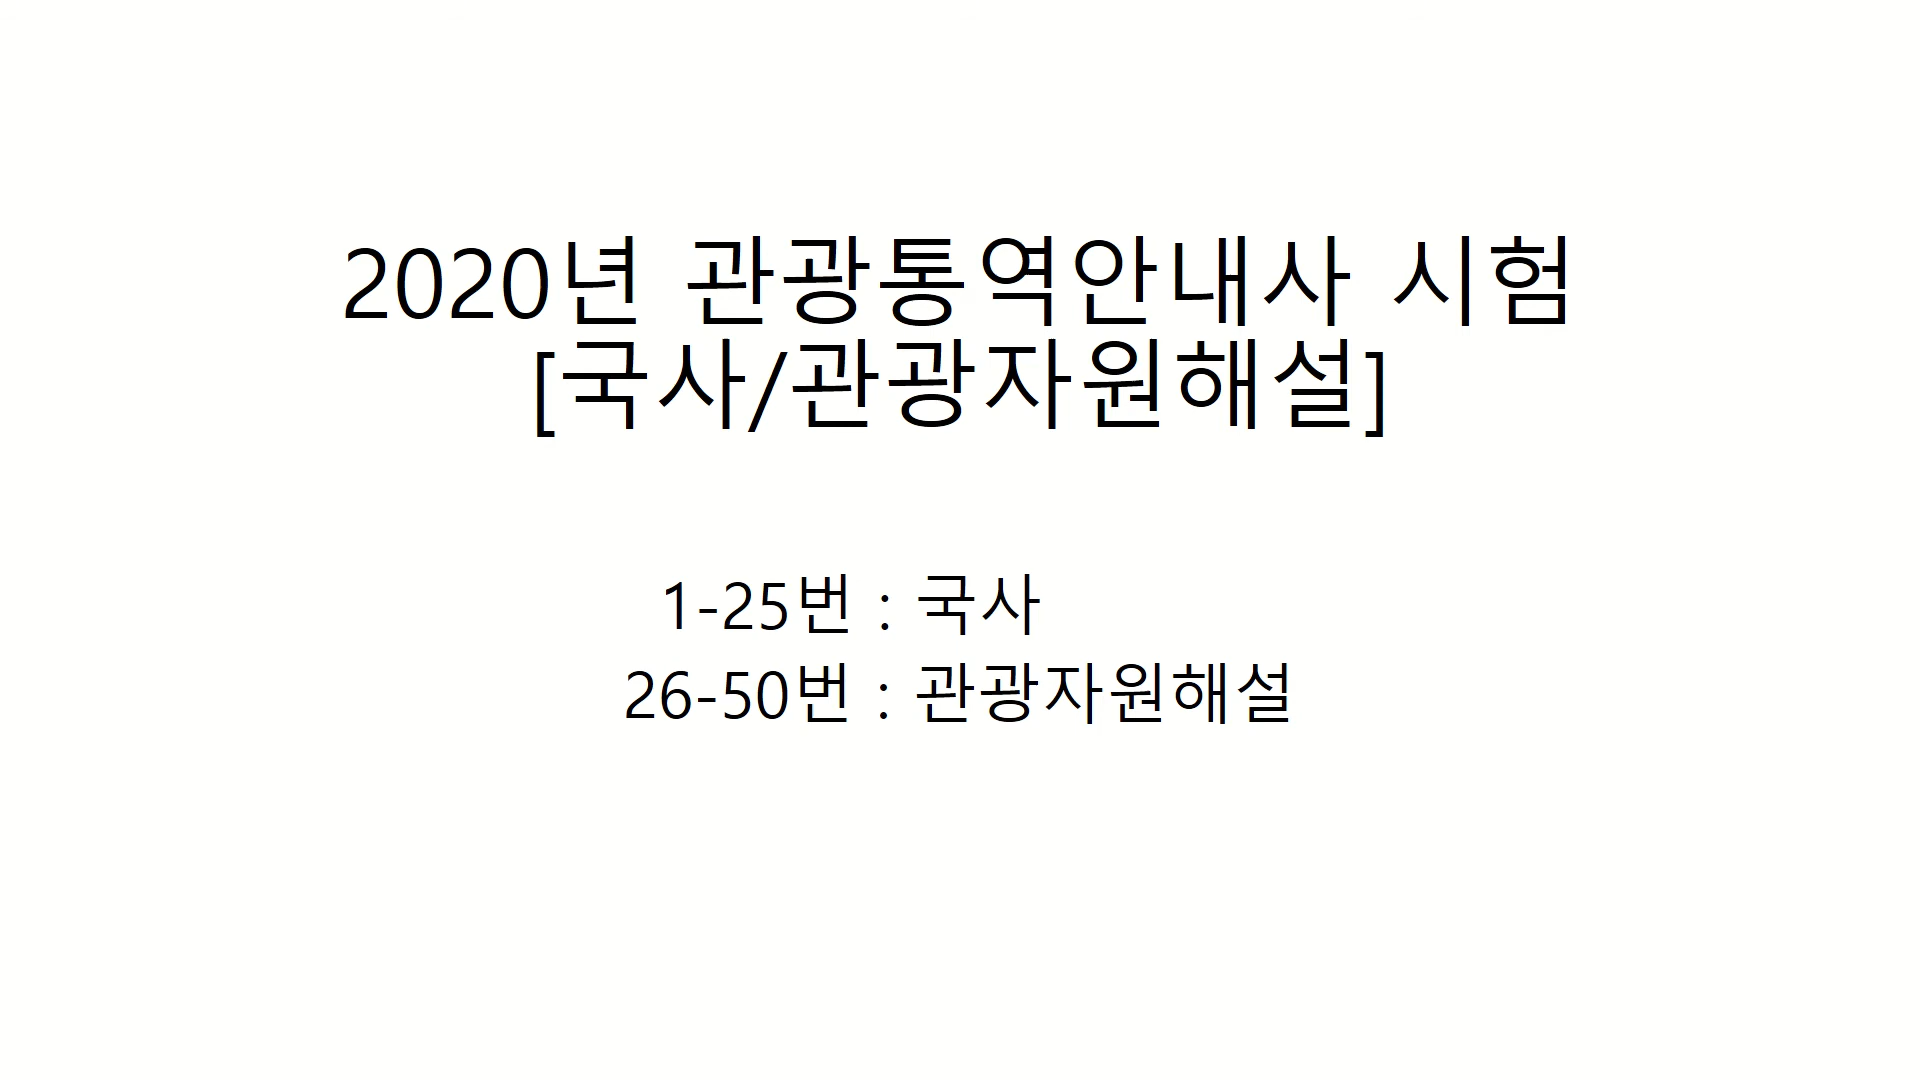 2020년 관광통역안내사 시험
[국사/관광자원해설]
1-25번 : 국사
26-50번 : 관광자원해설